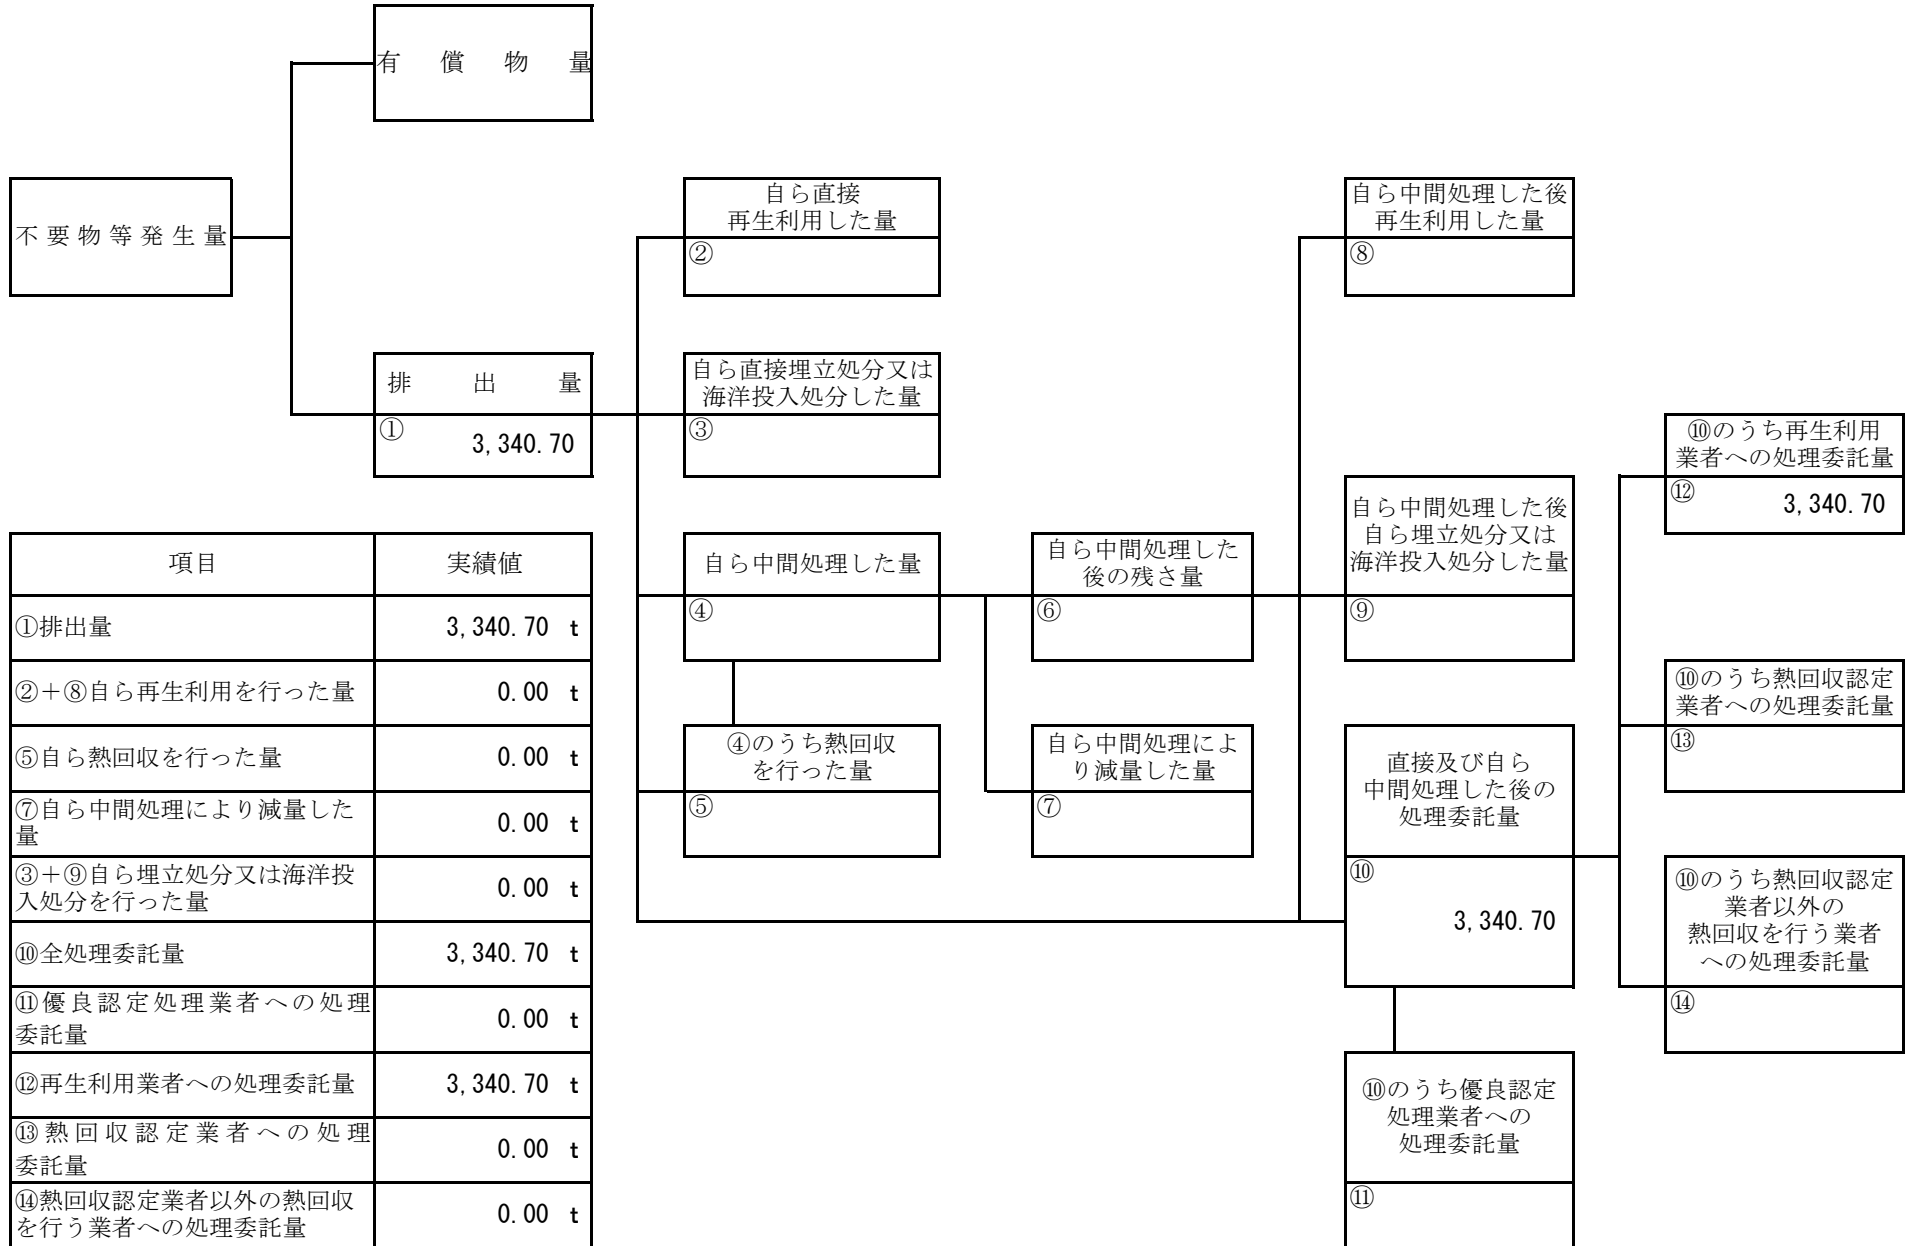 有償物量
不要物等発生量
排出量
① 3,340.70
自ら直接
再生利用した量
②
自ら直接埋立処分又は
海洋投入処分した量
③
自ら中間処理した量
④
④のうち熱回収
を行った量
⑤
自ら中間処理した
後の残さ量
⑥
自ら中間処理によ
り減量した量
⑦
自ら中間処理した後
再生利用した量
⑧
自ら中間処理した後
自ら埋立処分又は
海洋投入処分した量
⑨
直接及び自ら
中間処理した後の
処理委託量
⑩
3,340.70
⑩のうち優良認定
処理業者への
処理委託量
⑪
⑩のうち再生利用
業者への処理委託量
⑫ 3,340.70
⑩のうち熱回収認定
業者への処理委託量
⑬
⑩のうち熱回収認定
業者以外の
熱回収を行う業者
への処理委託量
⑭
項目 実績値
①排出量 3,340.70 t
②+⑧自ら再生利用を行った量 0.00 t
⑤自ら熱回収を行った量 0.00 t
⑦自ら中間処理により減量した
量 0.00 t
③+⑨自ら埋立処分又は海洋投
入処分を行った量 0.00 t
⑩全処理委託量 3,340.70 t
⑪優良認定処理業者への処理
委託量 0.00 t
⑫再生利用業者への処理委託量 3,340.70 t
⑬熱回収認定業者への処理
委託量 0.00 t
⑭熱回収認定業者以外の熱回収
を行う業者への処理委託量 0.00 t